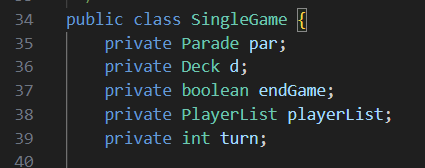 34 public class SingleGame {
35 private Parade par;
36 private Deck d;
37 private boolean endGame;
38 private PlayerList playerList;
39 private int turn;
40